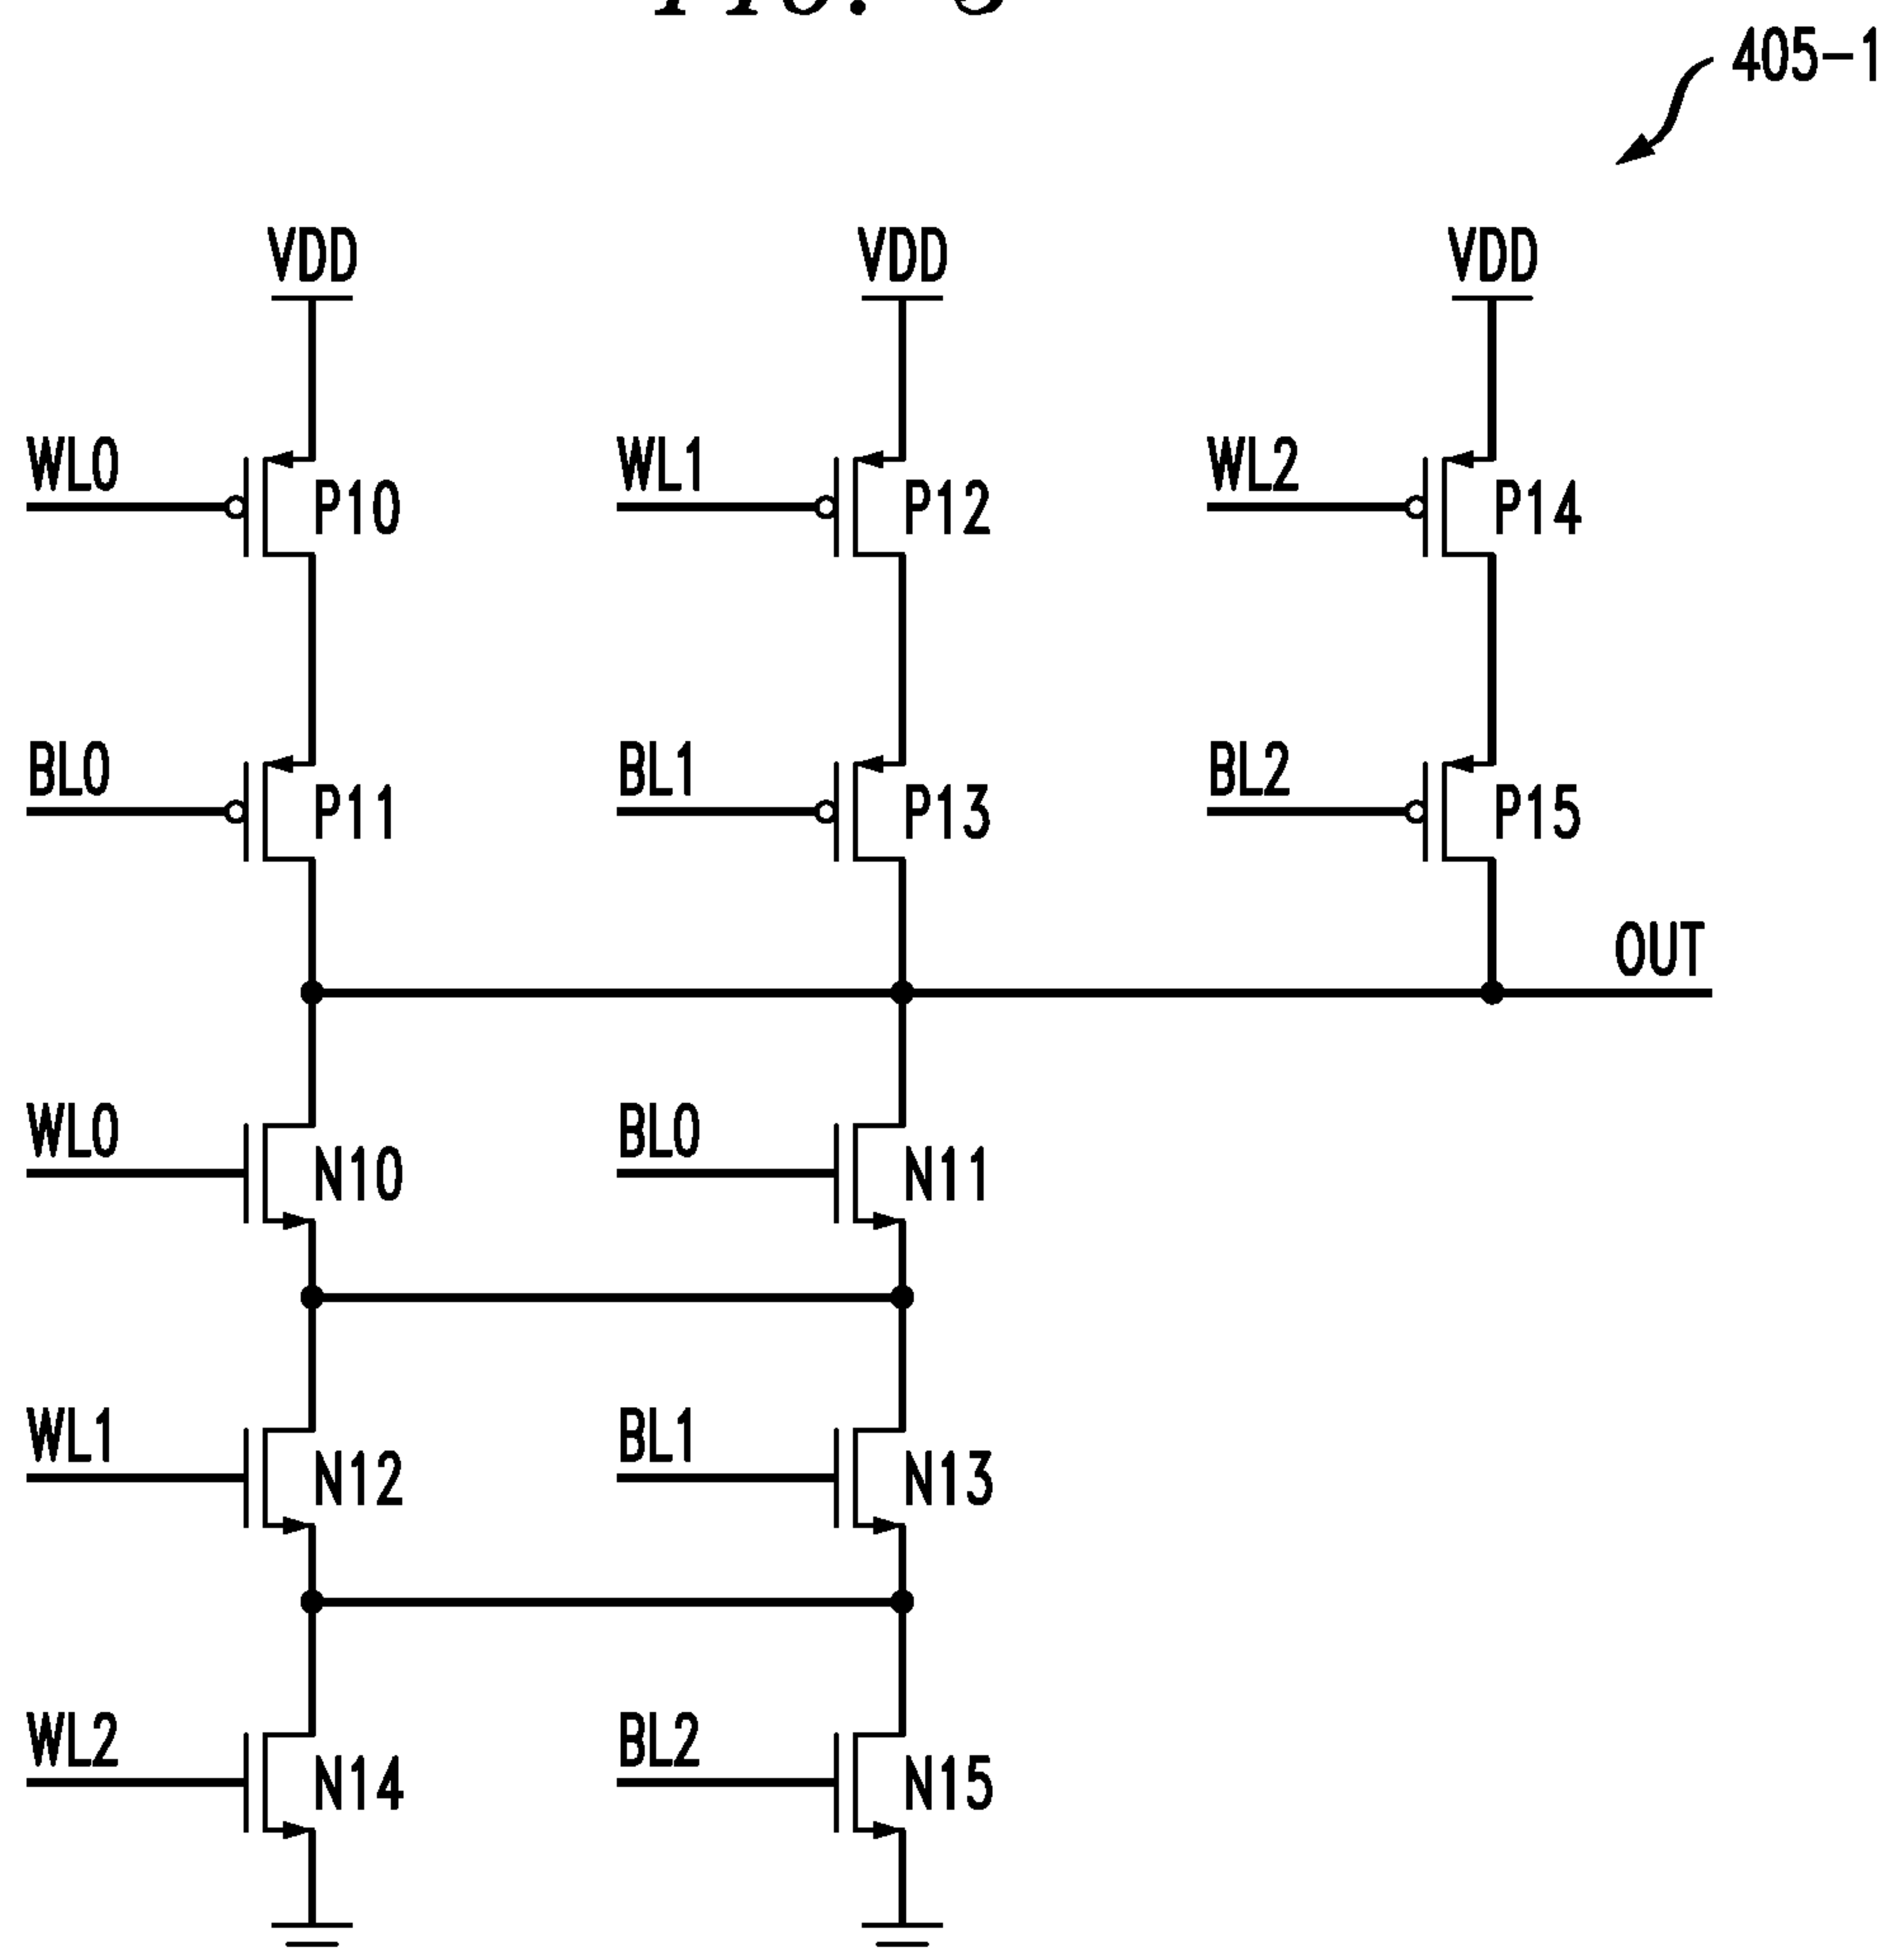 405-1
VDD VDD VDD
WL0 P10 WL1 P12 WL2 P14
BL0 P11 BL1 P13 BL2 P15
OUT
WL0 N10 BL0 N11
WL1 N12 BL1 N13
WL2 N14 BL2 N15